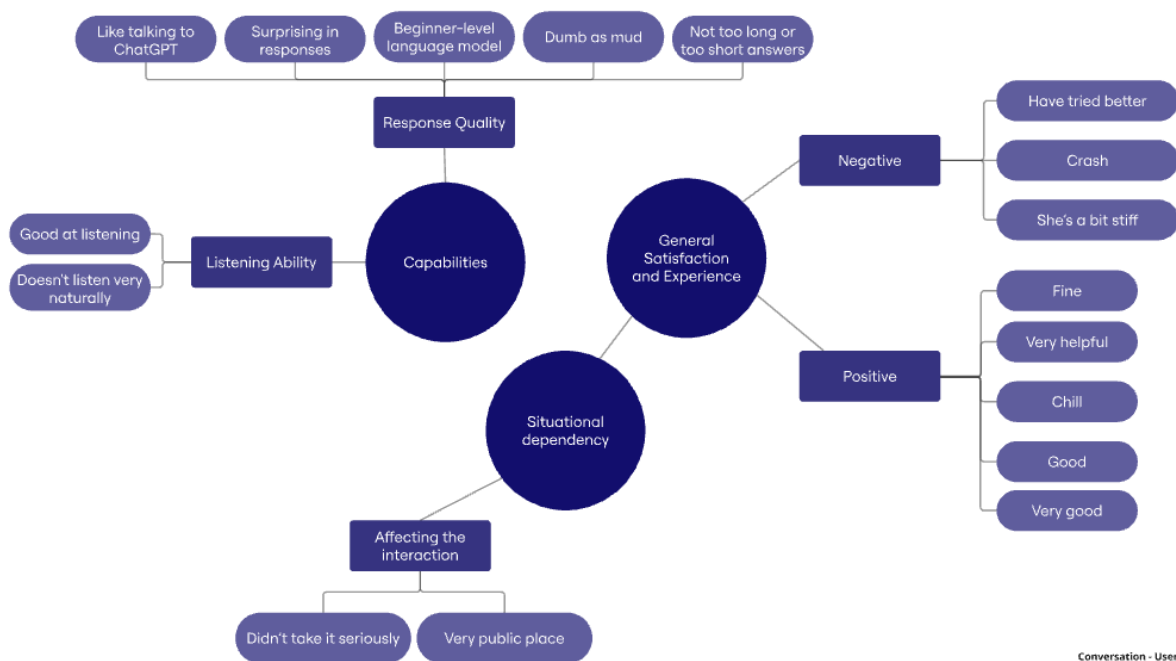 Like talking to
ChatGPT
Surprising in
responses
Beginner-level
language model
Dumb as mud
Not too long or
too short answers
Response Quality
Good at listening
Doesn't listen very
naturally
Listening Ability
Capabilities
General
Satisfaction
and Experience
Negative
Have tried better
Crash
She's a bit stiff
Positive
Fine
Very helpful
Chill
Good
Very good
Situational
dependency
Affecting the
interaction
Didn't take it seriously
Very public place
Conversation - User